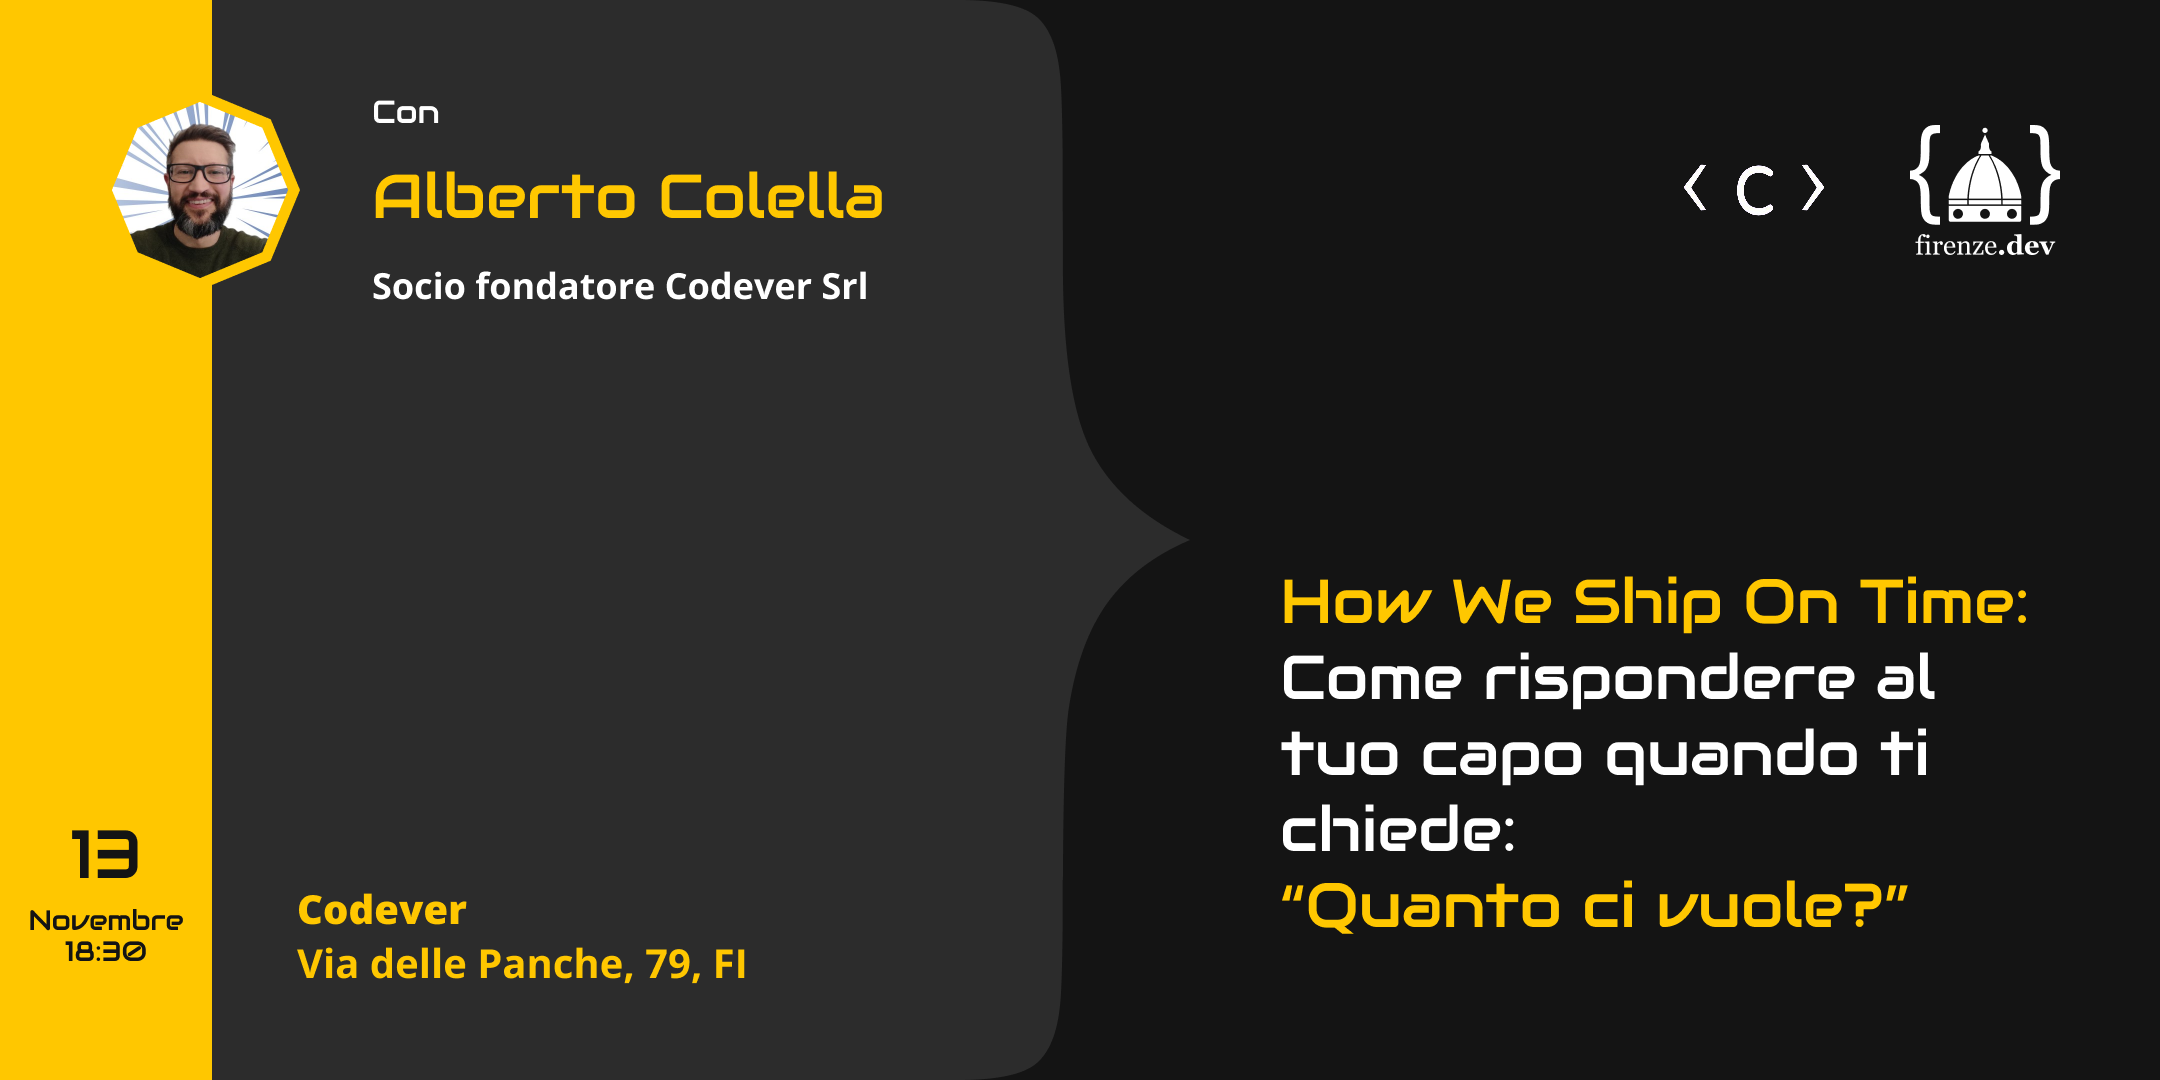 Con
Alberto Colella
Socio fondatore Codever Srl
< C >
firenze.dev
How We Ship On Time:
Come rispondere al
tuo capo quando ti
chiede:
“Quanto ci vuole?”
13
Novembre
18:30
Codever
Via delle Panche, 79, FI